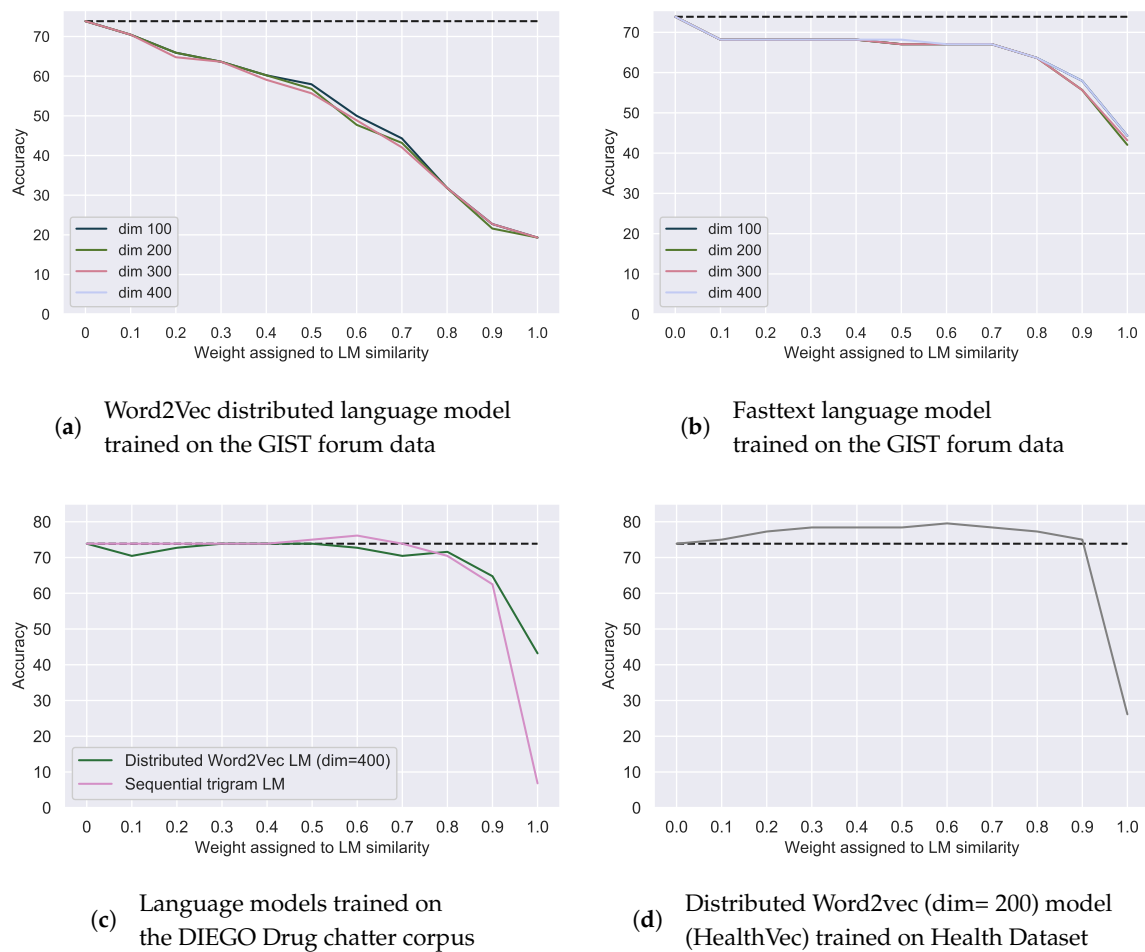 70
60
50
40
30
20
10
0
Accuracy
dim 100
dim 200
dim 300
dim 400
0 0.1 0.2 0.3 0.4 0.5 0.6 0.7 0.8 0.9 1.0
Weight assigned to LM similarity
(a) Word2Vec distributed language model
trained on the GIST forum data
70
60
50
40
30
20
10
0
Accuracy
dim 100
dim 200
dim 300
dim 400
0.0 0.1 0.2 0.3 0.4 0.5 0.6 0.7 0.8 0.9 1.0
Weight assigned to LM similarity
(b) Fasttext language model
trained on the GIST forum data
80
70
60
50
40
30
20
10
0
Accuracy
Distributed Word2Vec LM (dim=400)
Sequential trigram LM
0 0.1 0.2 0.3 0.4 0.5 0.6 0.7 0.8 0.9 1.0
Weight assigned to LM similarity
(c) Language models trained on
the DIEGO Drug chatter corpus
80
70
60
50
40
30
20
10
0
Accuracy
0.0 0.1 0.2 0.3 0.4 0.5 0.6 0.7 0.8 0.9 1.0
Weight assigned to LM similarity
(d) Distributed Word2vec (dim= 200) model
(HealthVec) trained on Health Dataset